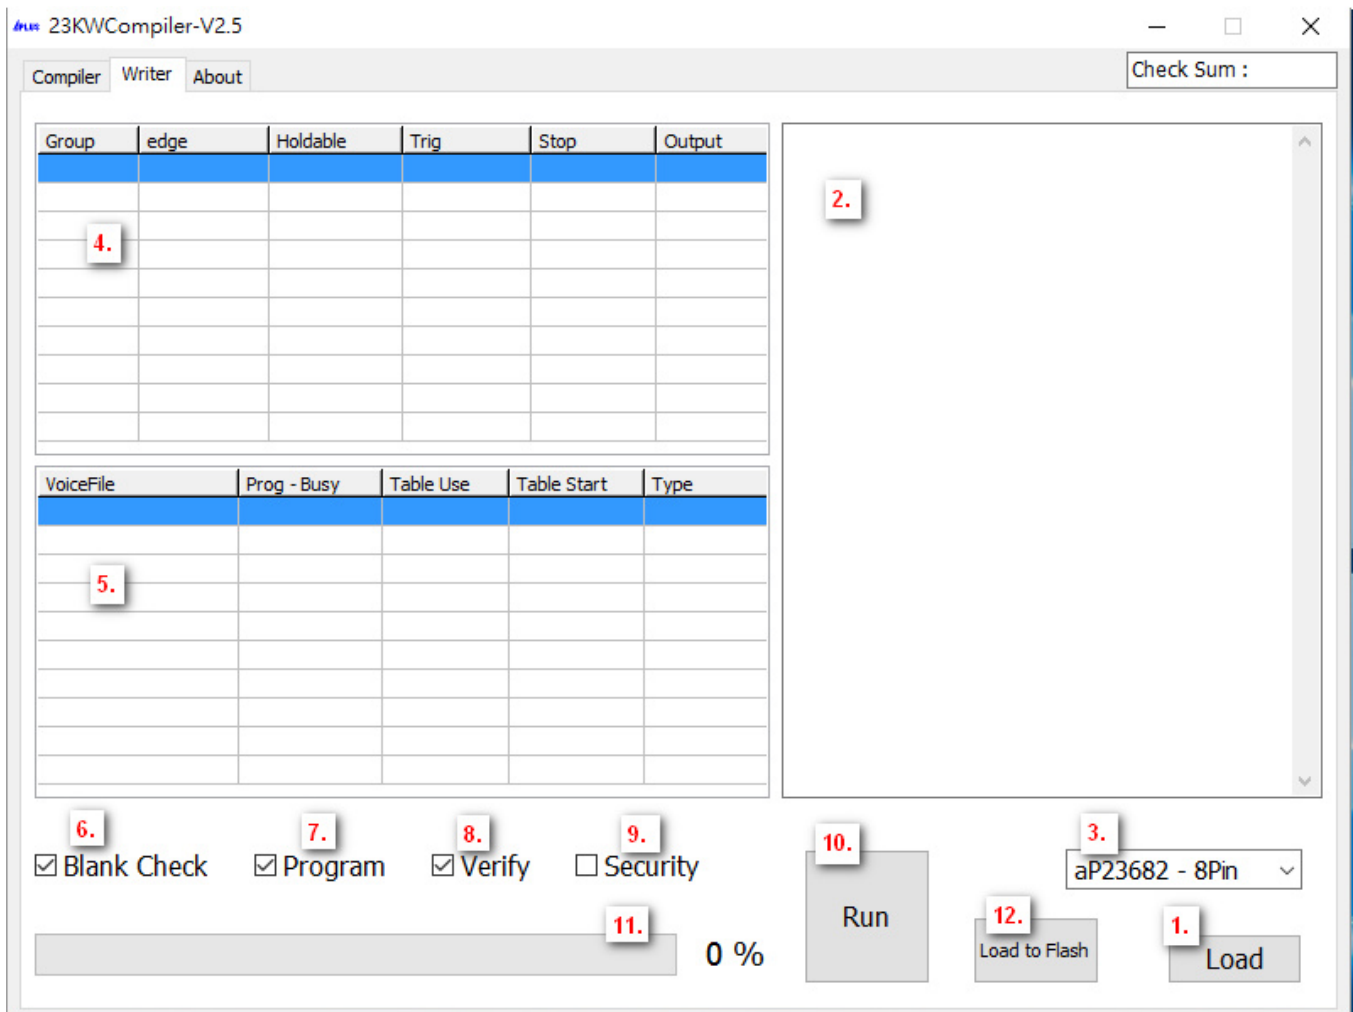 APLUS 23KWCompiler-V2.5
Compiler Writer About
Check Sum :
Group edge Holdable Trig Stop Output
2.
4.
VoiceFile Prog - Busy Table Use Table Start Type
5.
6. 7. 8. 9. 10. 3.
Blank Check Program Verify Security
aP23682 - 8Pin
Run
11. 12. 1.
0 %
Load to Flash
Load